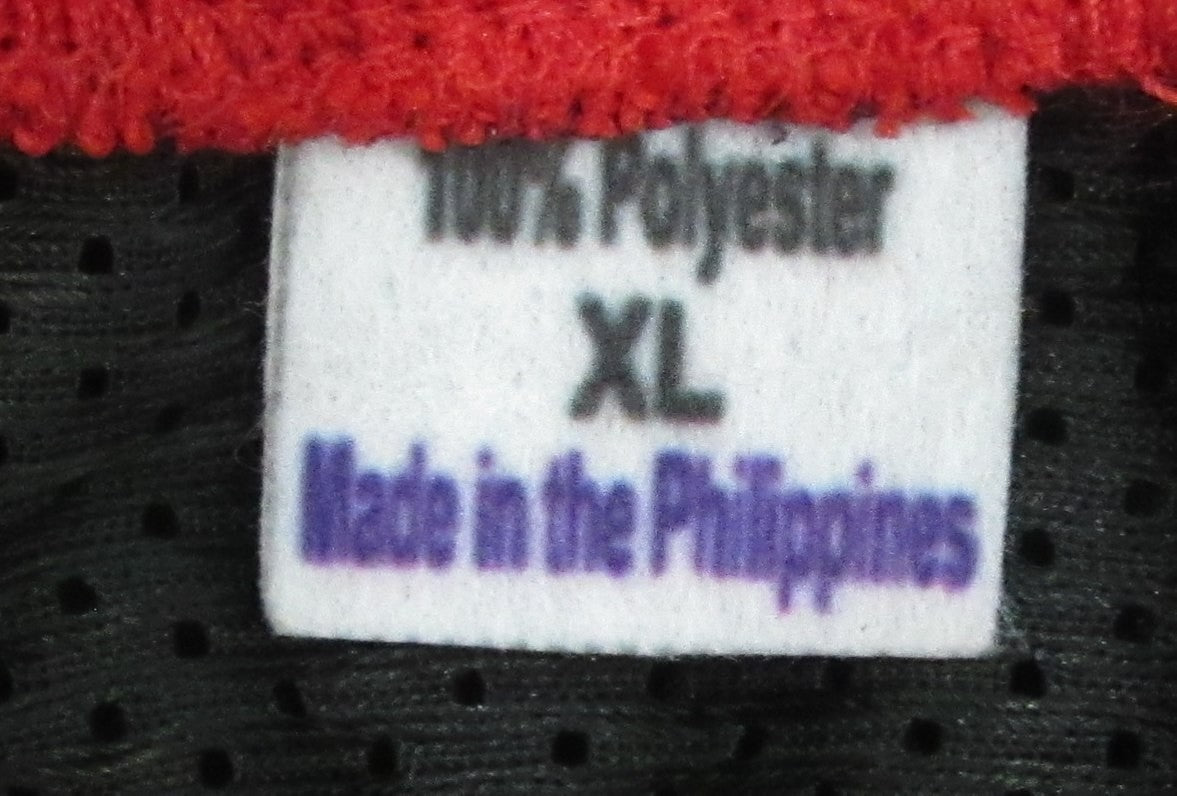 100% Polyester
XL
Made in the Philippines